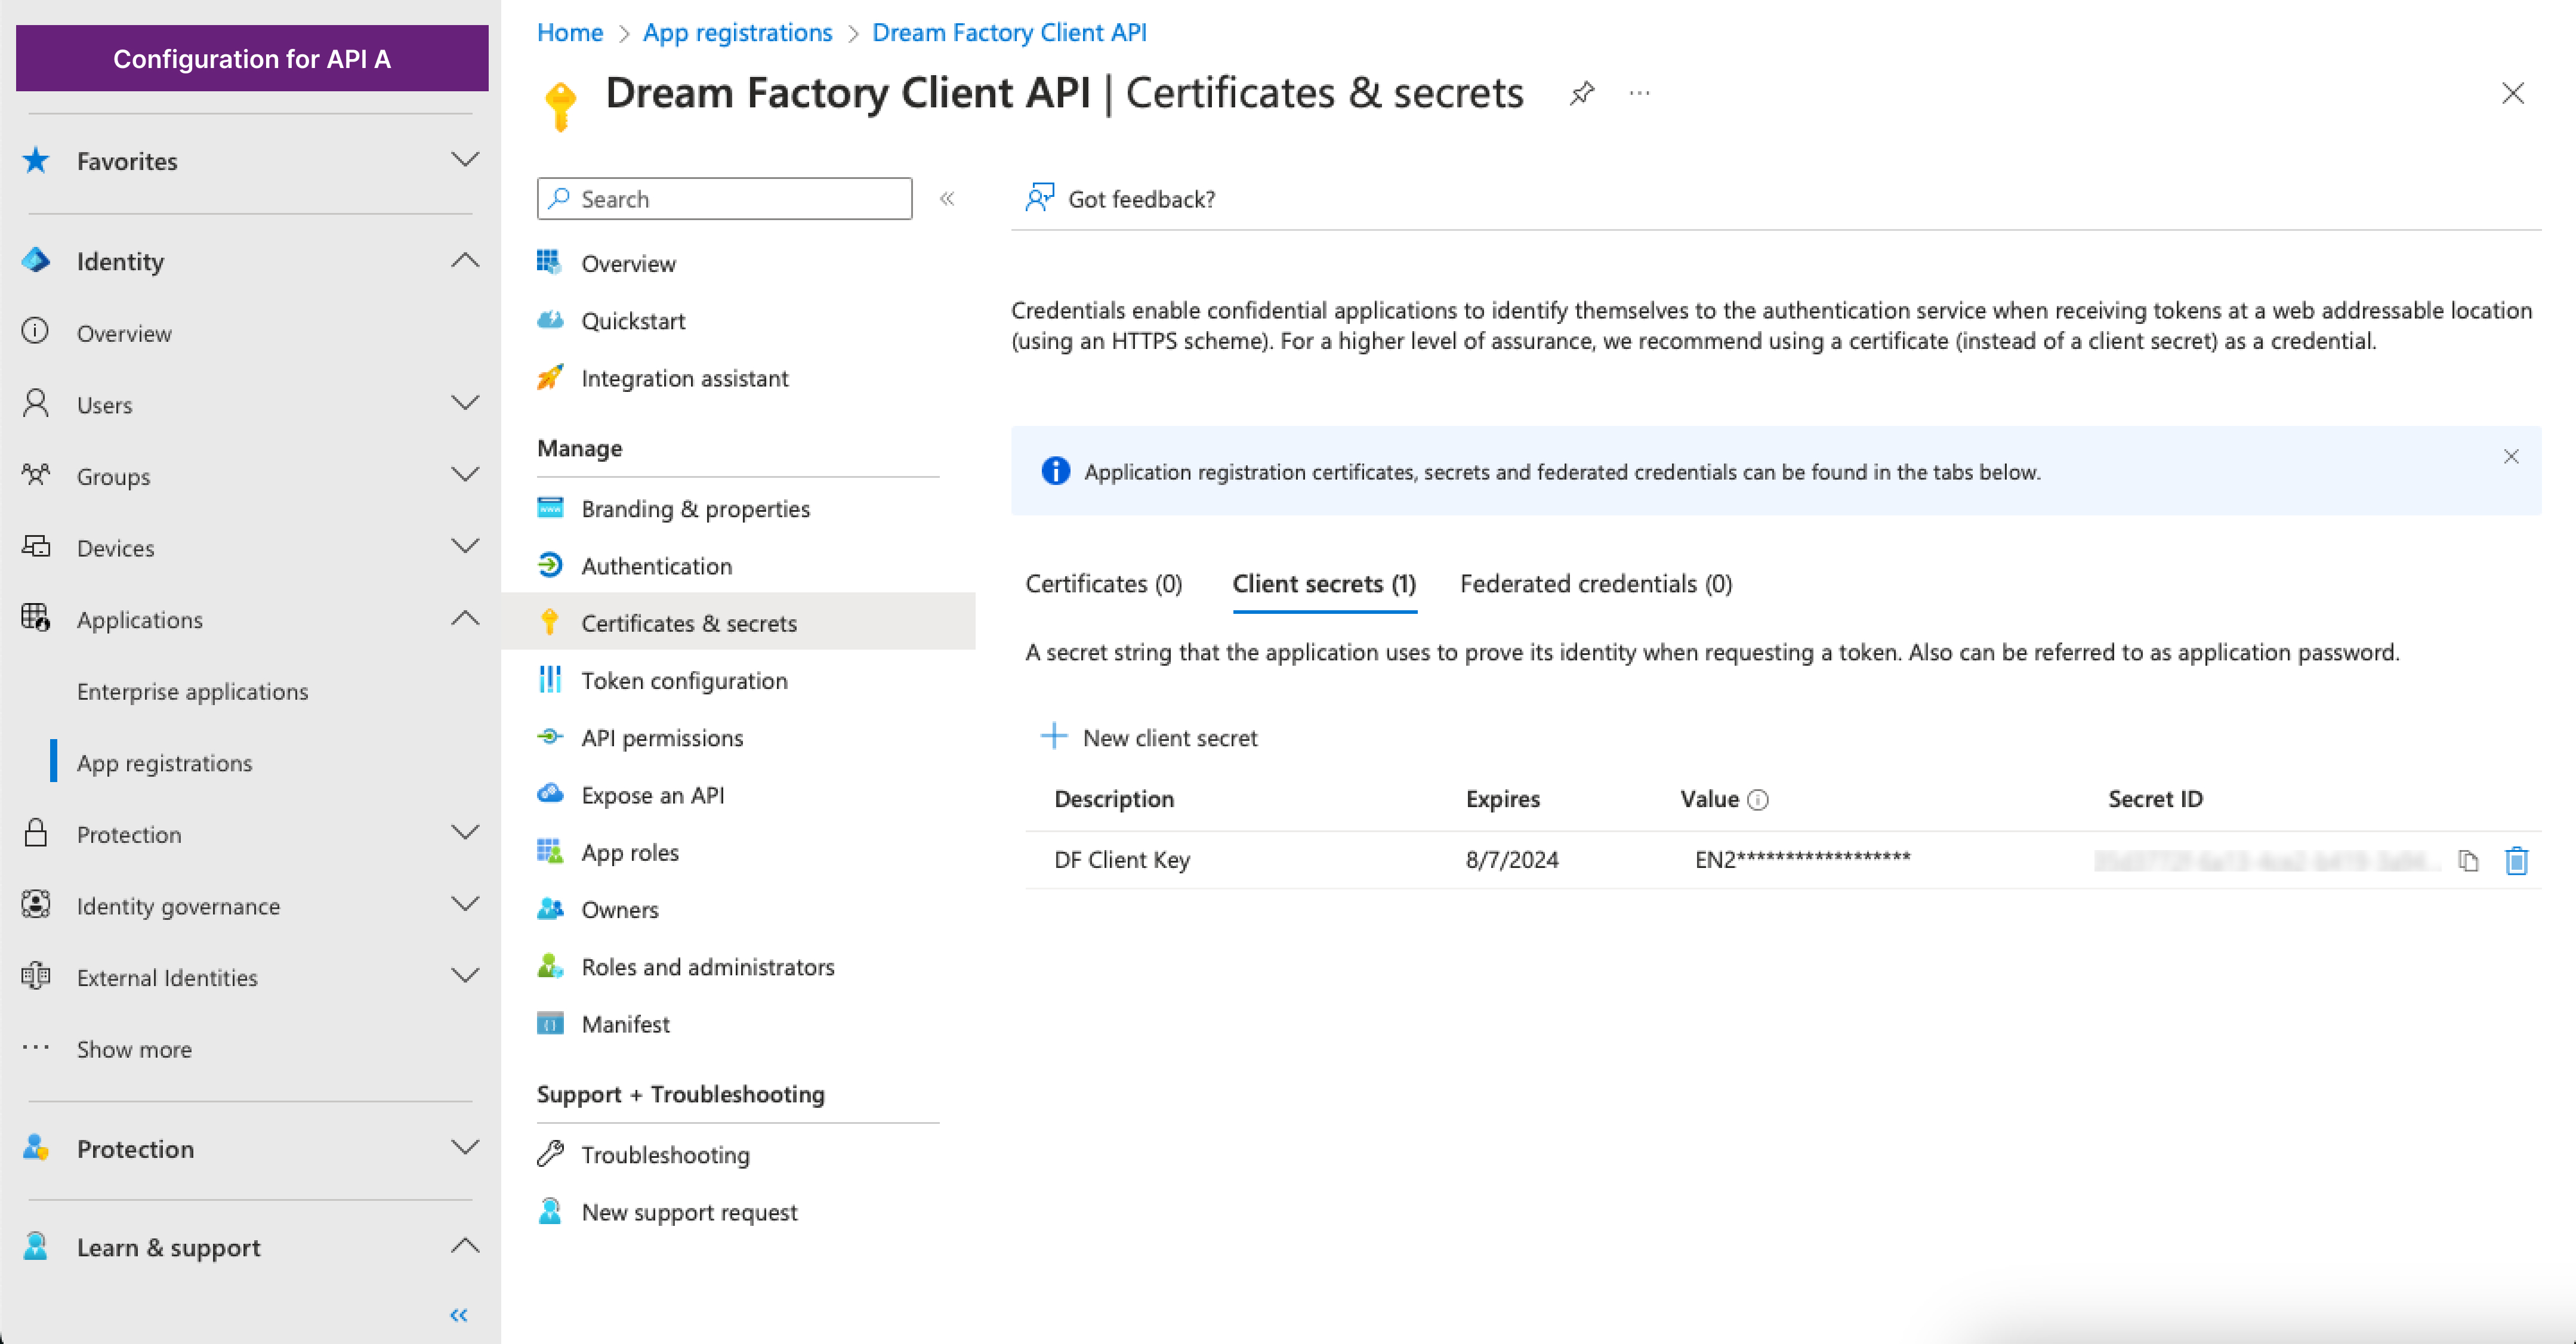 Configuration for API A
Favorites
Identity
Overview
Users
Groups
Devices
Applications
Enterprise applications
App registrations
Protection
Identity governance
External Identities
Show more
Protection
Learn & support
Home > App registrations > Dream Factory Client API
Dream Factory Client API | Certificates & secrets
Search
Overview
Quickstart
Integration assistant
Manage
Branding & properties
Authentication
Certificates & secrets
Token configuration
API permissions
Expose an API
App roles
Owners
Roles and administrators
Manifest
Support + Troubleshooting
Troubleshooting
New support request
Got feedback?
Credentials enable confidential applications to identify themselves to the authentication service when receiving tokens at a web addressable location
(using an HTTPS scheme). For a higher level of assurance, we recommend using a certificate (instead of a client secret) as a credential.
Application registration certificates, secrets and federated credentials can be found in the tabs below.
Certificates (0) Client secrets (1) Federated credentials (0)
A secret string that the application uses to prove its identity when requesting a token. Also can be referred to as application password.
New client secret
Description Expires Value Secret ID
DF Client Key 8/7/2024 EN2******************